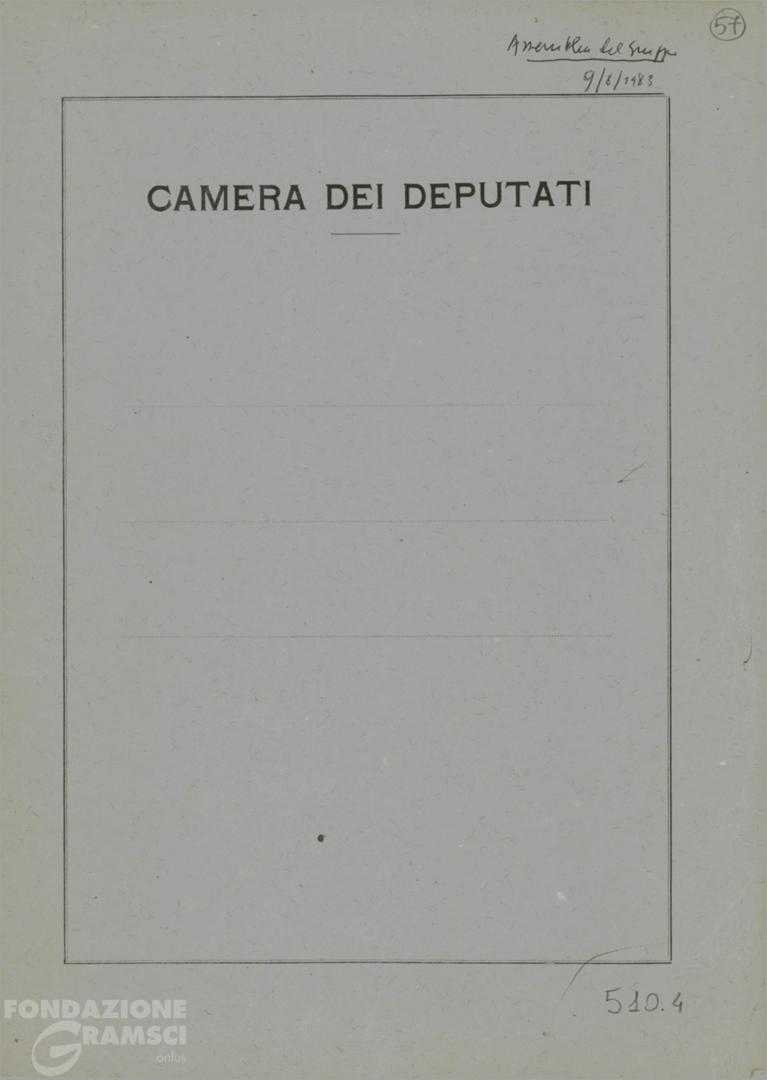 57
Assemblea del Gruppo
9/8/1983
CAMERA DEI DEPUTATI
510.4
FONDAZIONE
GRAMSCI
onlus